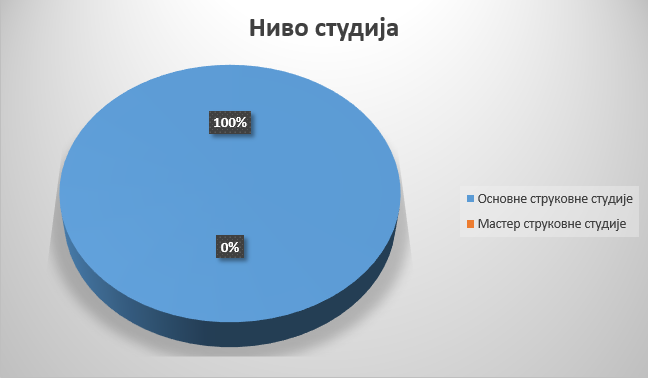 Ниво студија
100%
0%
Основне струковне студије
Мастер струковне студије